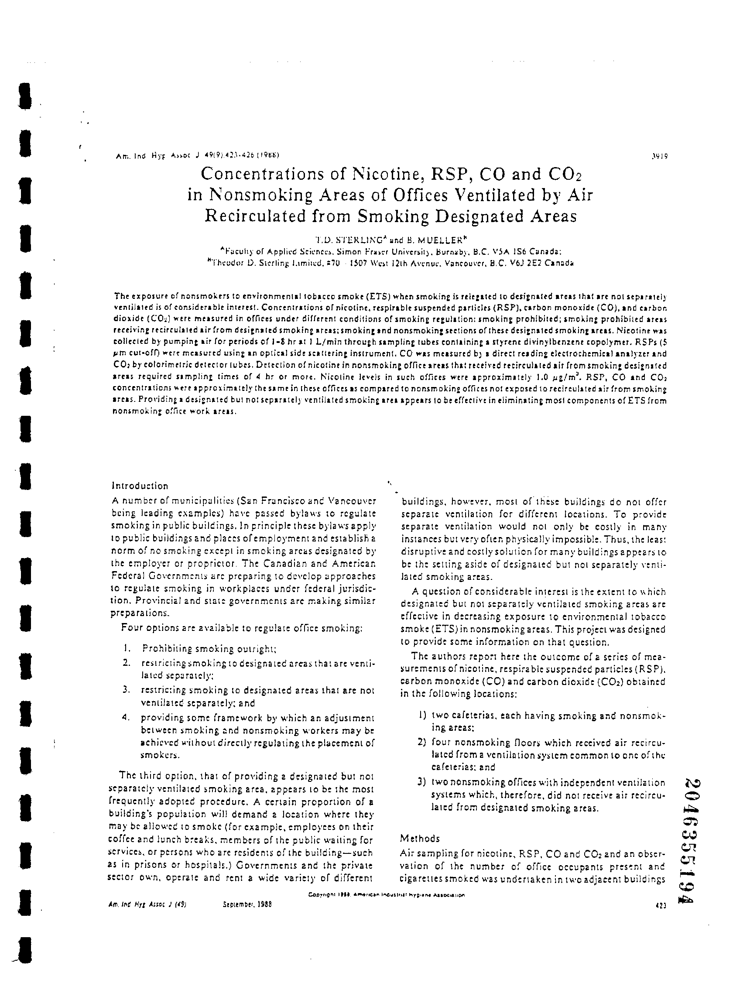 Am. Ind. Hyg. Assoc. J. 49(9):423-426 (1988)
3919
Concentrations of Nicotine, RSP, CO and CO2
in Nonsmoking Areas of Offices Ventilated by Air
Recirculated from Smoking Designated Areas
T.D. STERLINGA and B. MUELLERB
AFaculty of Applied Sciences, Simon Fraser University, Burnaby, B.C. V5A 1S6 Canada;
BTheodor D. Sterling Limited, #70 - 1507 West 12th Avenue, Vancouver, B.C. V6J 2E2 Canada
The exposure of nonsmokers to environmental tobacco smoke (ETS) when smoking is relegated to designated areas that are not separately
ventilated is of considerable interest. Concentrations of nicotine, respirable suspended particles (RSP), carbon monoxide (CO), and carbon
dioxide (CO2) were measured in offices under different conditions of smoking regulation: smoking prohibited; smoking prohibited areas
receiving recirculated air from designated smoking areas; smoking and nonsmoking sections of these designated smoking areas. Nicotine was
collected by pumping air for periods of 1-8 hr at 1 L/min through sampling tubes containing a styrene divinylbenzene copolymer. RSPs (5
μm cut-off) were measured using an optical side scattering instrument. CO was measured by a direct reading electrochemical analyzer and
CO2 by colorimetric detector tubes. Detection of nicotine in nonsmoking office areas that received recirculated air from smoking designated
areas required sampling times of 4 hr or more. Nicotine levels in such offices were approximately 1.0 μg/m3. RSP, CO and CO2
concentrations were approximately the same in these offices as compared to nonsmoking offices not exposed to recirculated air from smoking
areas. Providing a designated but not separately ventilated smoking area appears to be effective in eliminating most components of ETS from
nonsmoking office work areas.
Introduction
A number of municipalities (San Francisco and Vancouver
being leading examples) have passed bylaws to regulate
smoking in public buildings. In principle these bylaws apply
to public buildings and places of employment and establish a
norm of no smoking except in smoking areas designated by
the employer or proprietor. The Canadian and American
Federal Governments are preparing to develop approaches
to regulate smoking in workplaces under federal jurisdic-
tion. Provincial and state governments are making similar
preparations.
Four options are available to regulate office smoking:
1. Prohibiting smoking outright;
2. restricting smoking to designated areas that are venti-
lated separately;
3. restricting smoking to designated areas that are not
ventilated separately; and
4. providing some framework by which an adjustment
between smoking and nonsmoking workers may be
achieved without directly regulating the placement of
smokers.
The third option, that of providing a designated but not
separately ventilated smoking area, appears to be the most
frequently adopted procedure. A certain proportion of a
building's population will demand a location where they
may be allowed to smoke (for example, employees on their
coffee and lunch breaks, members of the public waiting for
services, or persons who are residents of the building—such
as in prisons or hospitals.) Governments and the private
sector own, operate and rent a wide variety of different
buildings, however, most of these buildings do not offer
separate ventilation for different locations. To provide
separate ventilation would not only be costly in many
instances but very often physically impossible. Thus, the least
disruptive and costly solution for many buildings appears to
be the setting aside of designated but not separately venti-
lated smoking areas.
A question of considerable interest is the extent to which
designated but not separately ventilated smoking areas are
effective in decreasing exposure to environmental tobacco
smoke (ETS) in nonsmoking areas. This project was designed
to provide some information on that question.
The authors report here the outcome of a series of mea-
surements of nicotine, respirable suspended particles (RSP),
carbon monoxide (CO) and carbon dioxide (CO2) obtained
in the following locations:
1) two cafeterias, each having smoking and nonsmok-
ing areas;
2) four nonsmoking floors which received air recircu-
lated from a ventilation system common to one of the
cafeterias; and
3) two nonsmoking offices with independent ventilation
systems which, therefore, did not receive air recircu-
lated from designated smoking areas.
Methods
Air sampling for nicotine, RSP, CO and CO2 and an obser-
vation of the number of office occupants present and
cigarettes smoked was undertaken in two adjacent buildings
Copyright 1988, American Industrial Hygiene Association
Am. Ind. Hyg. Assoc. J. (49)
September, 1988
423
2046355194